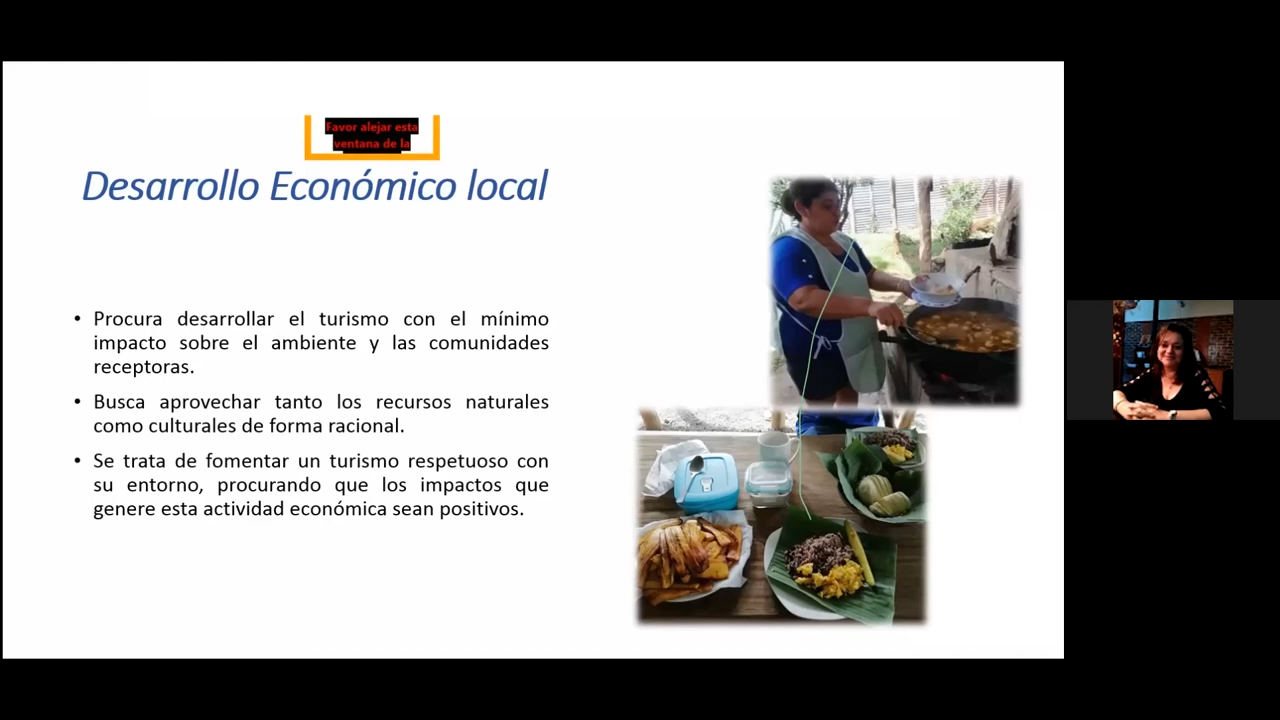 Favor alejar esta
ventana de la
Desarrollo Económico local
• Procura desarrollar el turismo con el mínimo
impacto sobre el ambiente y las comunidades
receptoras.
• Busca aprovechar tanto los recursos naturales
como culturales de forma racional.
• Se trata de fomentar un turismo respetuoso con
su entorno, procurando que los impactos que
genere esta actividad económica sean positivos.